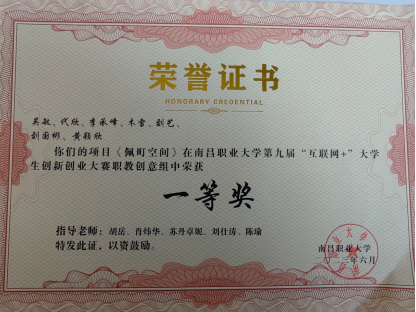 荣誉证书
HONORARY CREDENTIAL
吴敏、代欣、李承峰、木雪、刘艺、
刘国彬、黄颖欣
你们的项目《佩町空间》在南昌职业大学第九届“互联网+”大学
生创新创业大赛职教创意组中荣获
一等奖
指导老师：胡岳、肖炜华、苏丹卓妮、刘仕涛、陈瑜
特发此证，以资鼓励。
南昌职业大学
二〇二三年六月